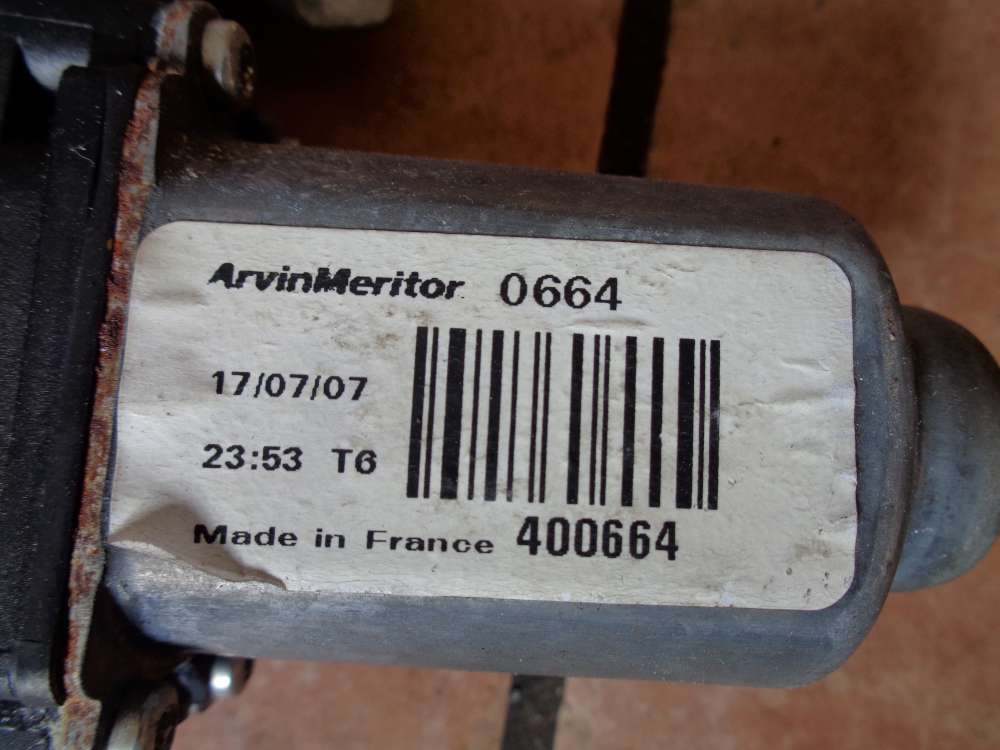 ArvinMeritor 0664
17/07/07
23:53 T6
Made in France 400664